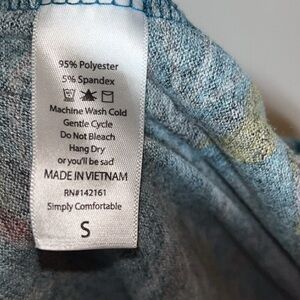 95% Polyester
5% Spandex
Machine Wash Cold
Gentle Cycle
Do Not Bleach
Hang Dry
or you'll be sad
MADE IN VIETNAM
RN#142161
Simply Comfortable
S